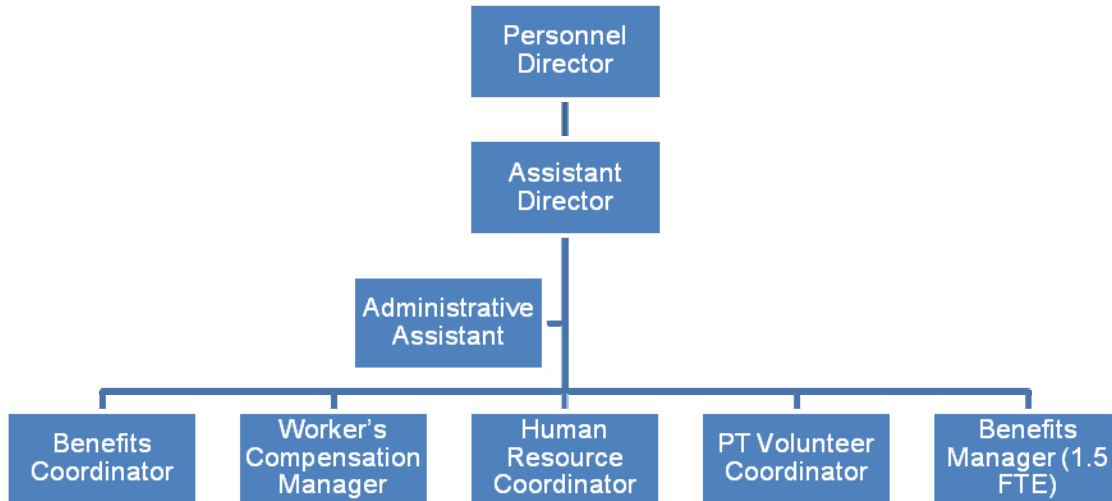 Personnel
Director
Assistant
Director
Administrative
Assistant
Benefits
Coordinator
Worker's
Compensation
Manager
Human
Resource
Coordinator
PT Volunteer
Coordinator
Benefits
Manager (1.5
FTE)